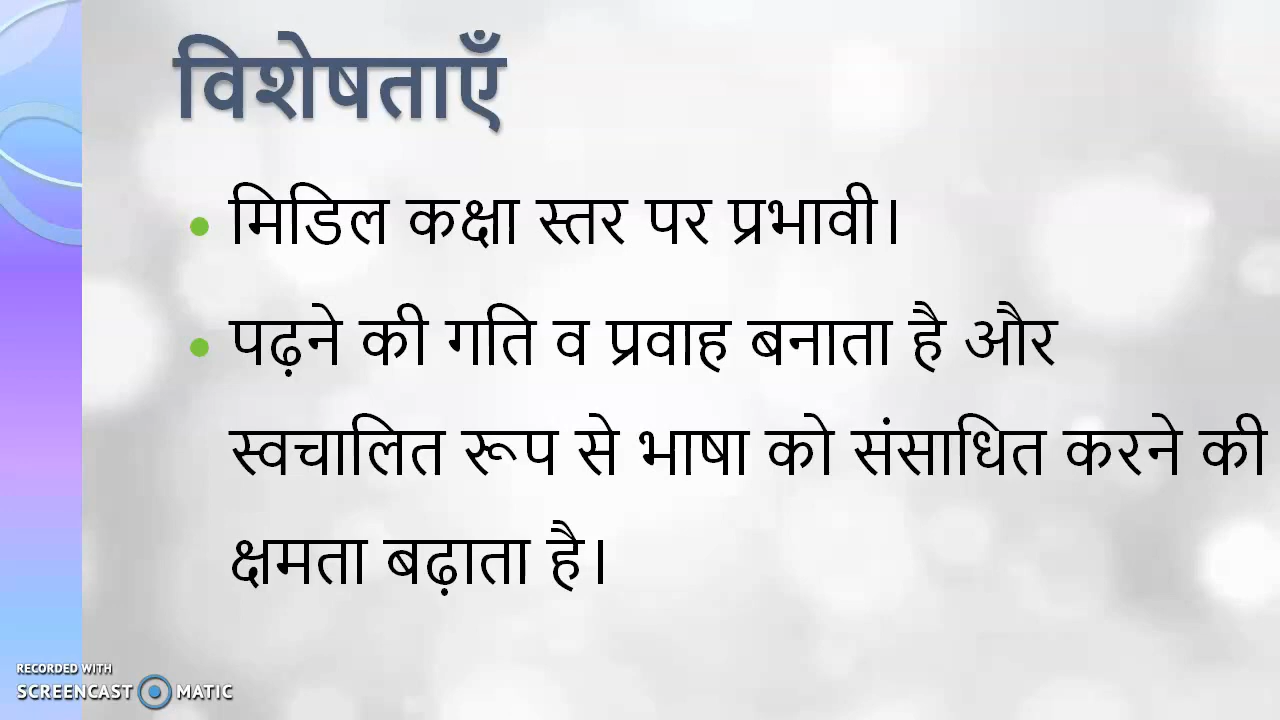 विशेषताएँ
मिडिल कक्षा स्तर पर प्रभावी।
पढ़ने की गति व प्रवाह बनाता है और
स्वचालित रूप से भाषा को संसाधित करने की
क्षमता बढ़ाता है।
RECORDED WITH
SCREENCAST MATIC